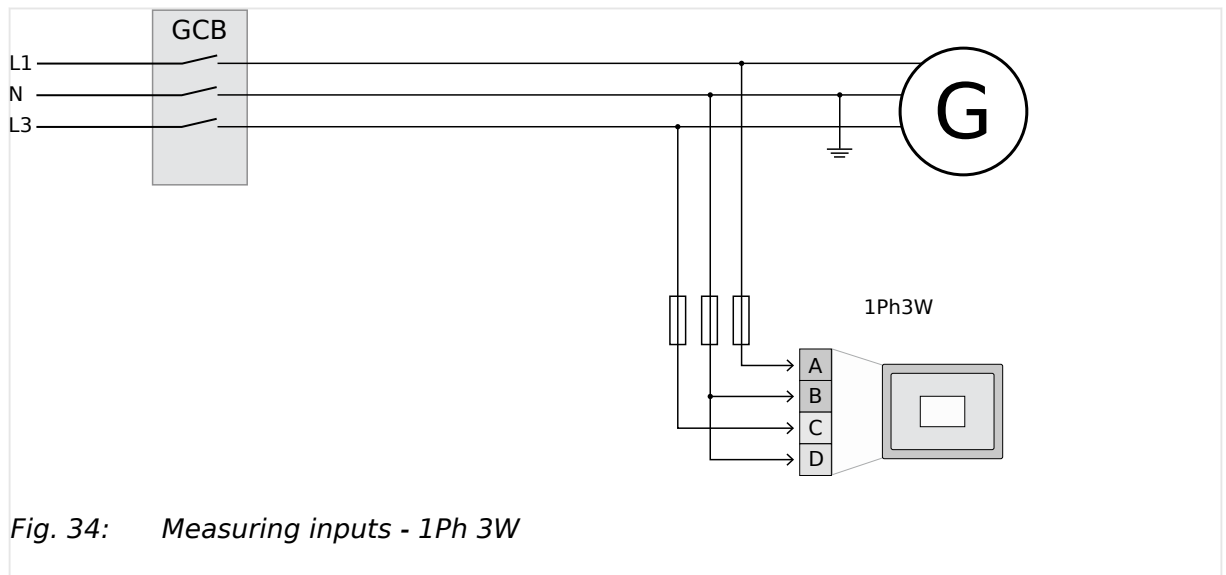 GCB
L1
N
L3
G
1Ph3W
A
B
C
D
Fig. 34: Measuring inputs - 1Ph 3W